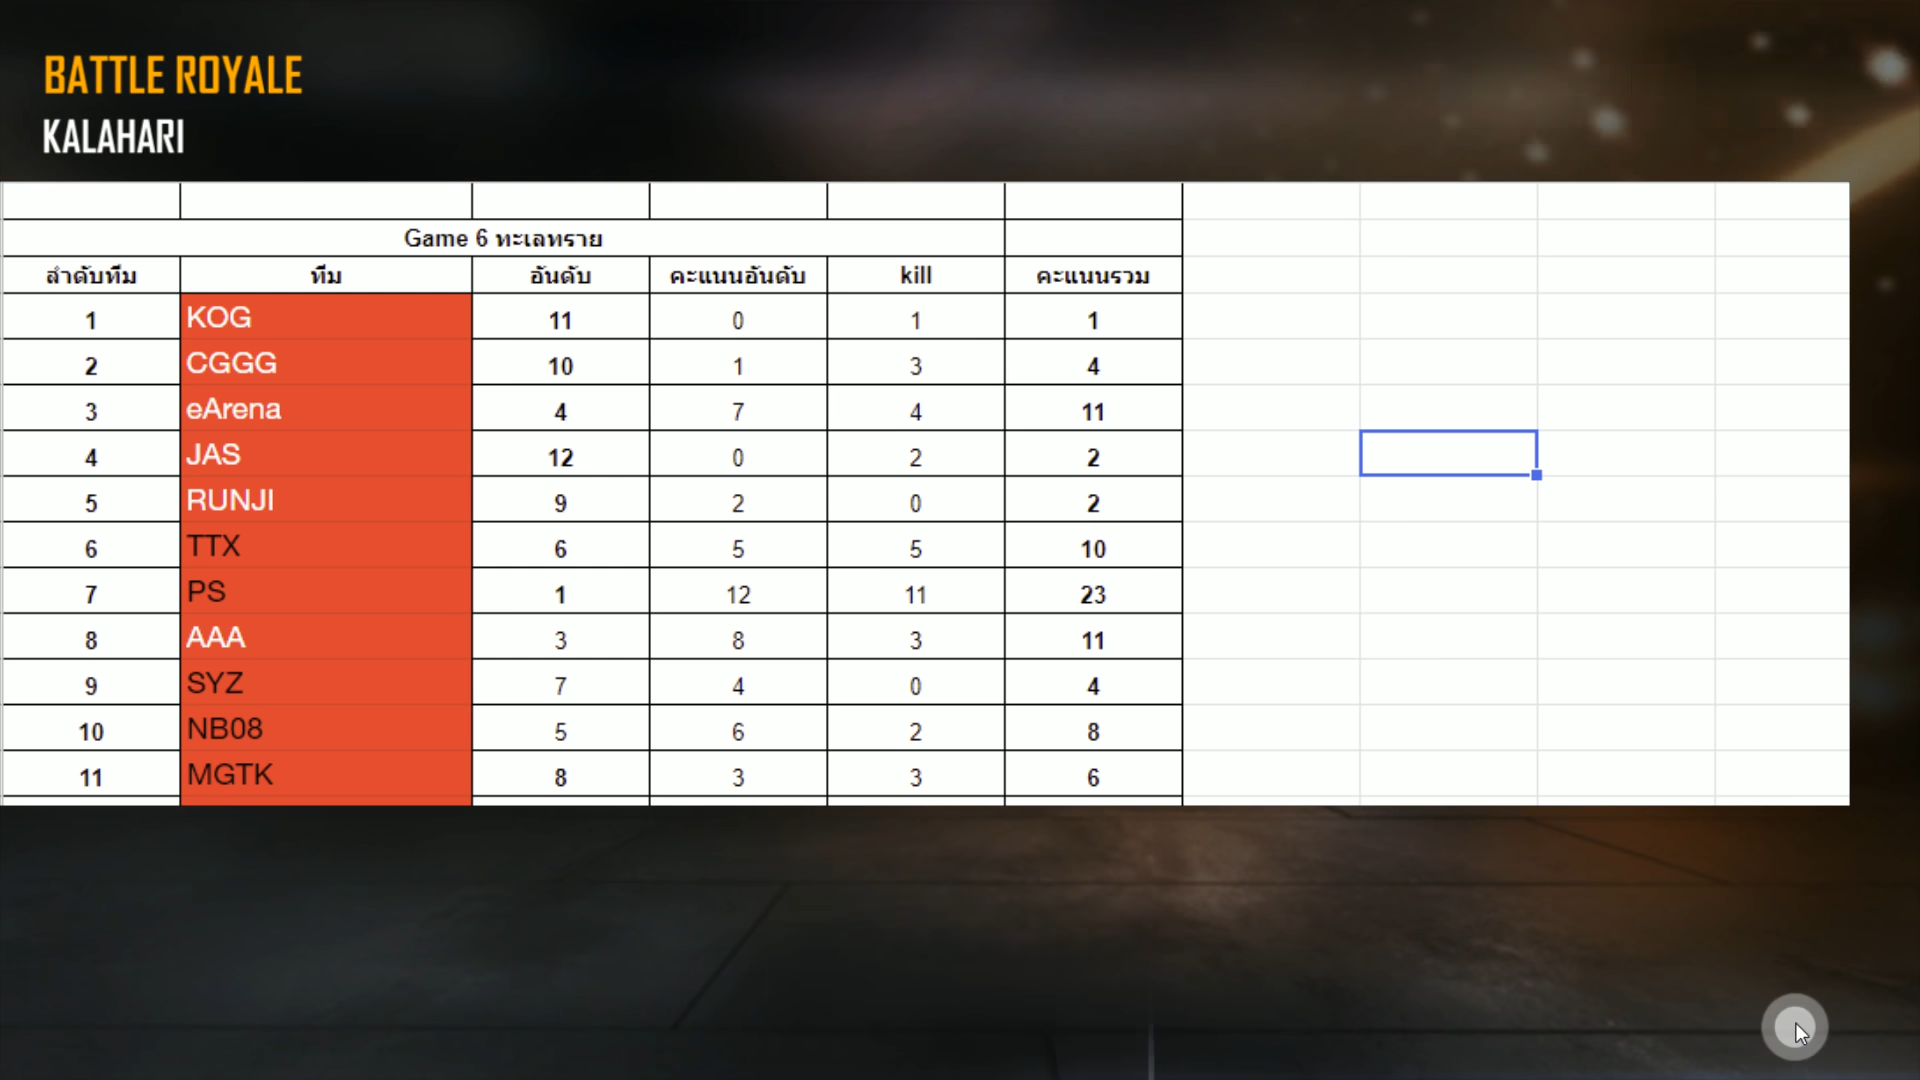 BATTLE ROYALE
KALAHARI
Game 6 ทะเลทราย
ลำดับทีม ทีม อันดับ คะแนนอันดับ kill คะแนนรวม
1 KOG 11 0 1 1
2 CGGG 10 1 3 4
3 eArena 4 7 4 11
4 JAS 12 0 2 2
5 RUNJI 9 2 0 2
6 TTX 6 5 5 10
7 PS 1 12 11 23
8 AAA 3 8 3 11
9 SYZ 7 4 0 4
10 NB08 5 6 2 8
11 MGTK 8 3 3 6